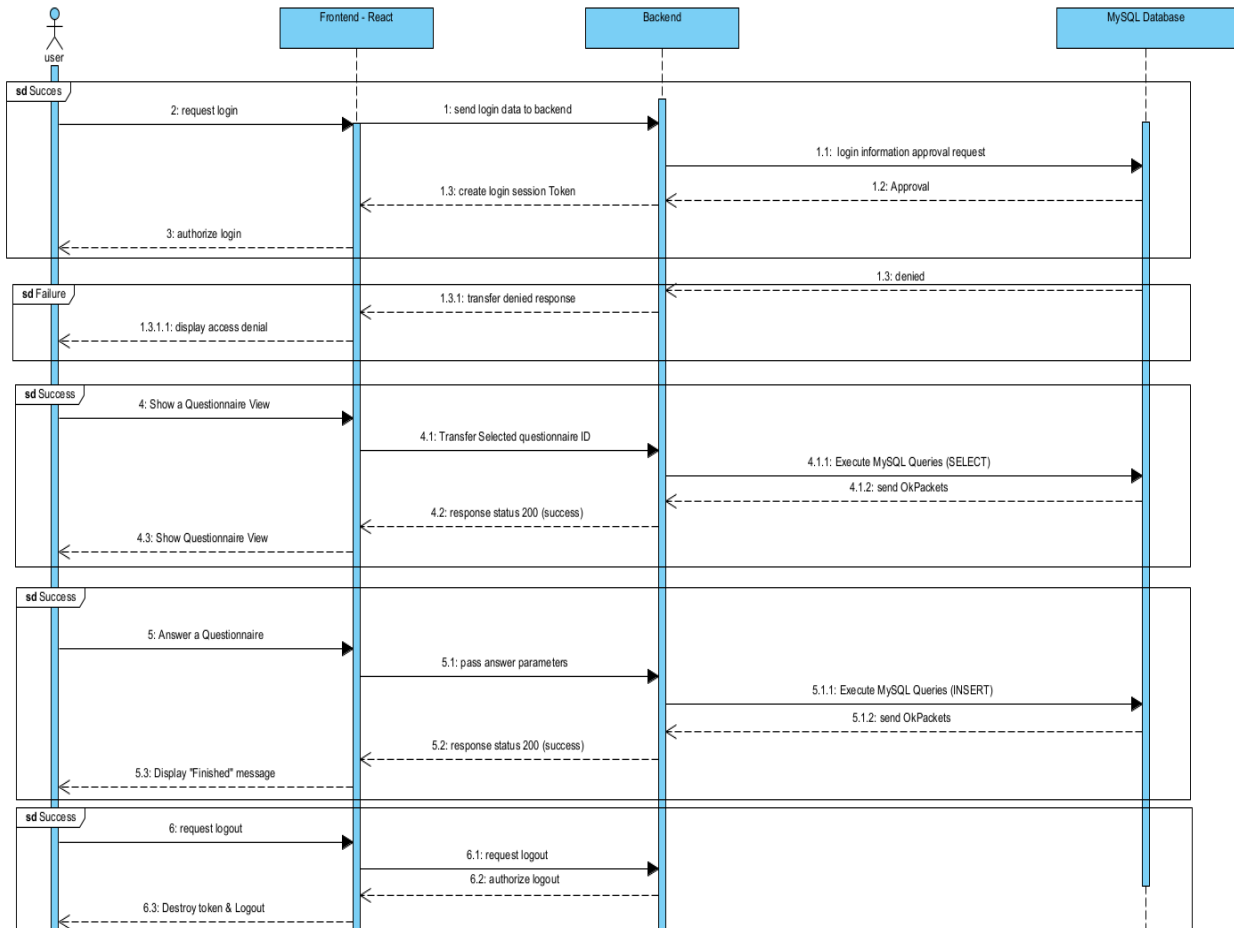 Frontend - React
Backend
MySQL Database
user
sd Succes
2: request login
1: send login data to backend
1.1: login information approval request
1.2: Approval
1.3: create login session Token
3: authorize login
1.3: denied
sd Failure
1.3.1: transfer denied response
1.3.1.1: display access denial
sd Success
4: Show a Questionnaire View
4.1: Transfer Selected questionnaire ID
4.1.1: Execute MySQL Queries (SELECT)
4.1.2: send OkPackets
4.2: response status 200 (success)
4.3: Show Questionnaire View
sd Success
5: Answer a Questionnaire
5.1: pass answer parameters
5.1.1: Execute MySQL Queries (INSERT)
5.1.2: send OkPackets
5.2: response status 200 (success)
5.3: Display "Finished" message
sd Success
6: request logout
6.1: request logout
6.2: authorize logout
6.3: Destroy token & Logout